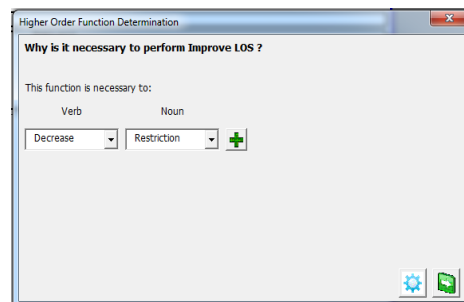 Higher Order Function Determination
Why is it necessary to perform Improve LOS ?
This function is necessary to:
Verb Noun
Decrease Restriction